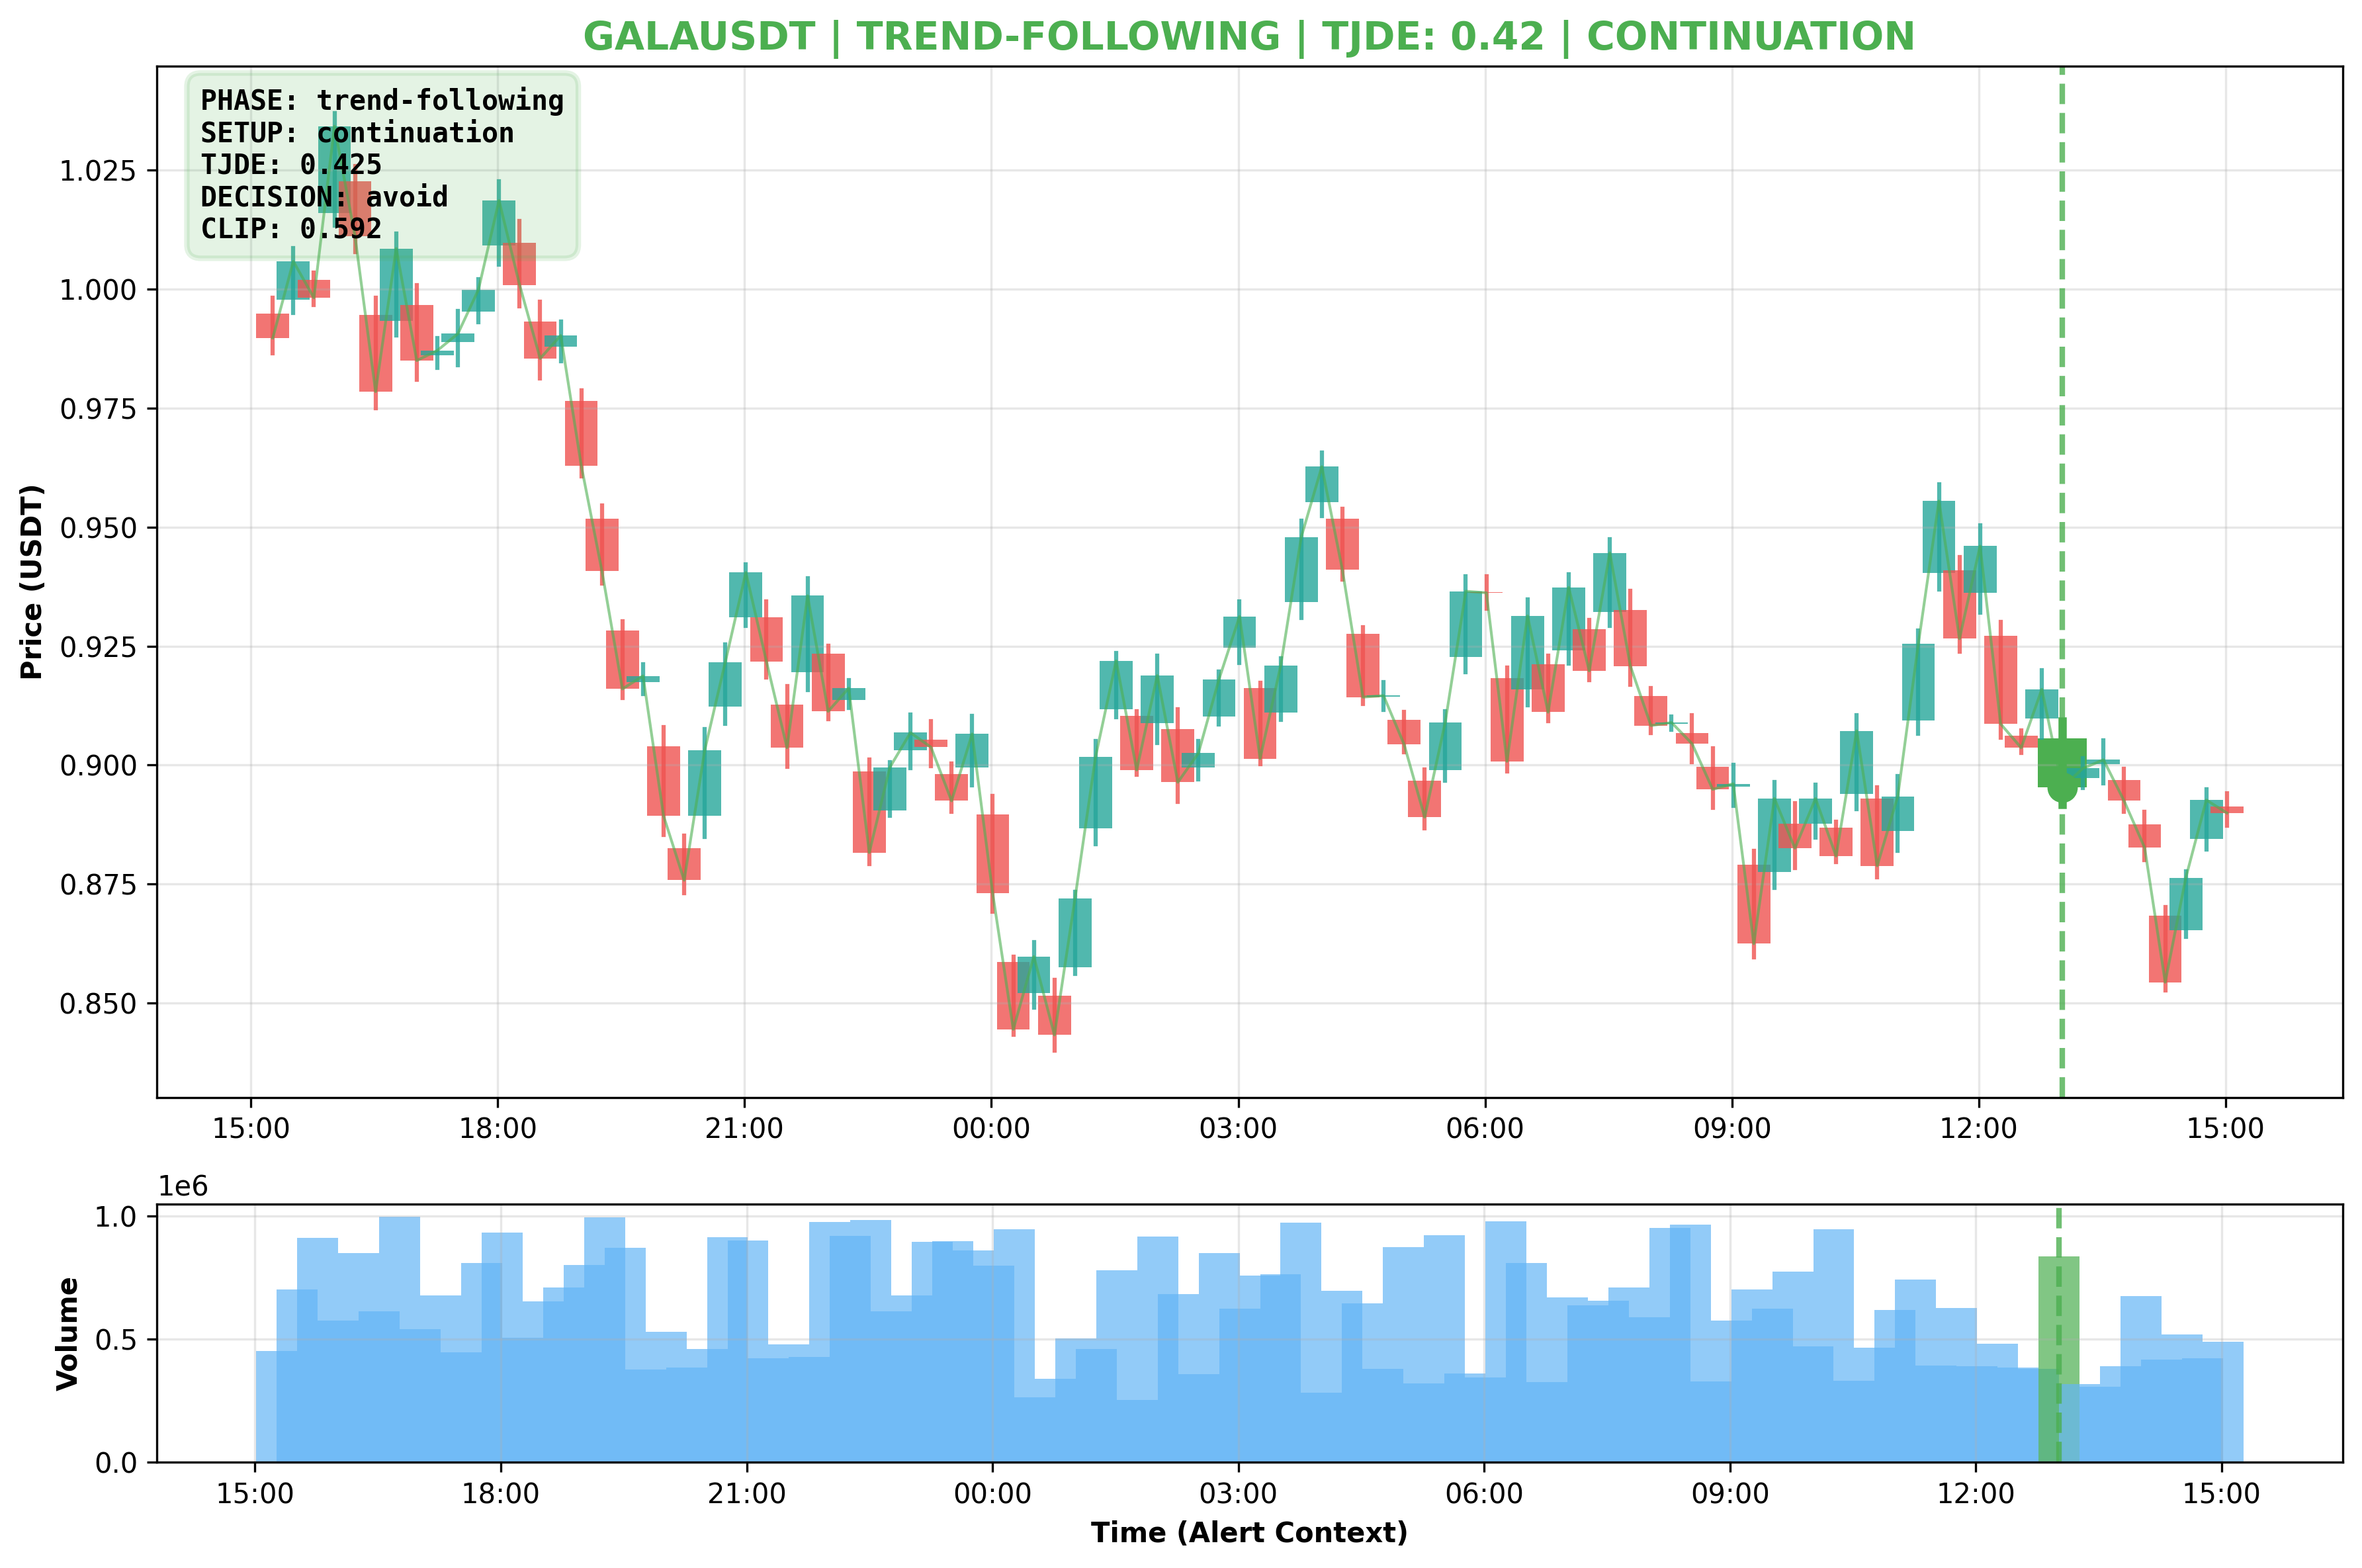 GALAUSDT | TREND-FOLLOWING | TJDE: 0.42 | CONTINUATION
PHASE: trend-following
SETUP: continuation
TJDE: 0.425
DECISION: avoid
CLIP: 0.592
Price (USDT)
1.025
1.000
0.975
0.950
0.925
0.900
0.875
0.850
15:00 18:00 21:00 00:00 03:00 06:00 09:00 12:00 15:00
1e6
Volume
1.0
0.5
0.0
15:00 18:00 21:00 00:00 03:00 06:00 09:00 12:00 15:00
Time (Alert Context)